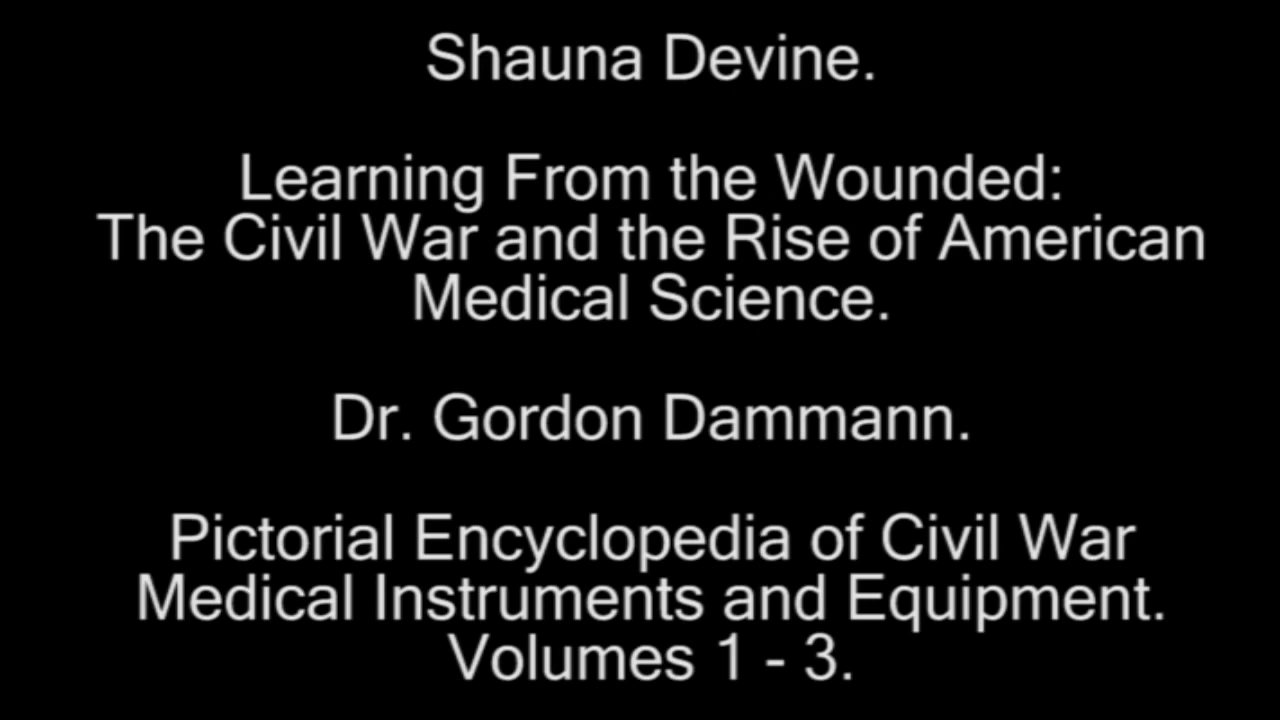 Shauna Devine.
Learning From the Wounded:
The Civil War and the Rise of American
Medical Science.
Dr. Gordon Dammann.
Pictorial Encyclopedia of Civil War
Medical Instruments and Equipment.
Volumes 1 - 3.